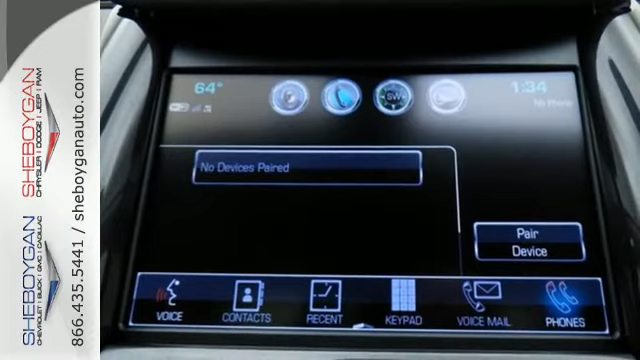 64°
SW
1:34
No Phone
No Devices Paired
Pair
Device
VOICE
CONTACTS
RECENT
KEYPAD
VOICE MAIL
PHONES
SHEBOYGAN
CHRYSLER | DODGE | JEEP | RAM
SHEBOYGAN
CHEVROLET | BUICK | GMC | CADILLAC
866.435.5441 / sheboyganauto.com